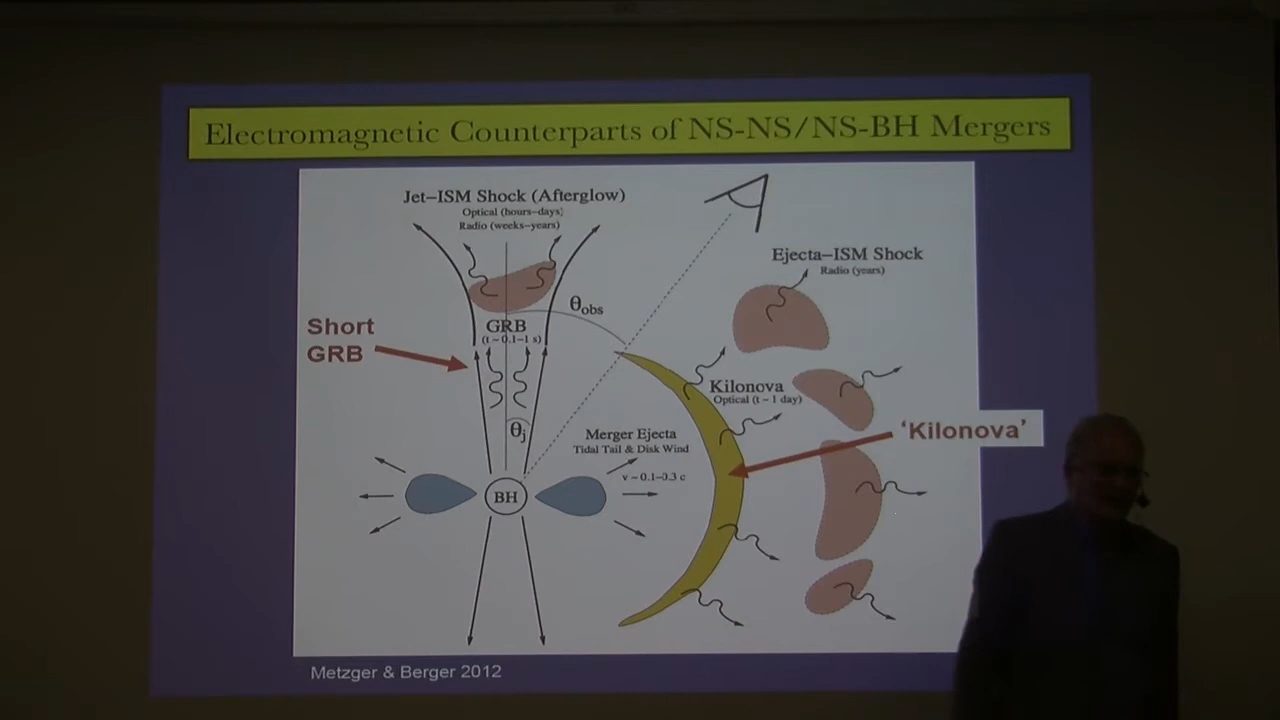 Electromagnetic Counterparts of NS-NS/NS-BH Mergers
Jet–ISM Shock (Afterglow)
Optical (hours–days)
Radio (weeks–years)
Ejecta–ISM Shock
Radio (years)
θobs
Short
GRB
GRB
(t ~ 0.1–1 s)
Kilonova
Optical (t ~ 1 day)
θj
Merger Ejecta
Tidal Tail & Disk Wind
v ~ 0.1–0.3 c
'Kilonova'
BH
Metzger & Berger 2012